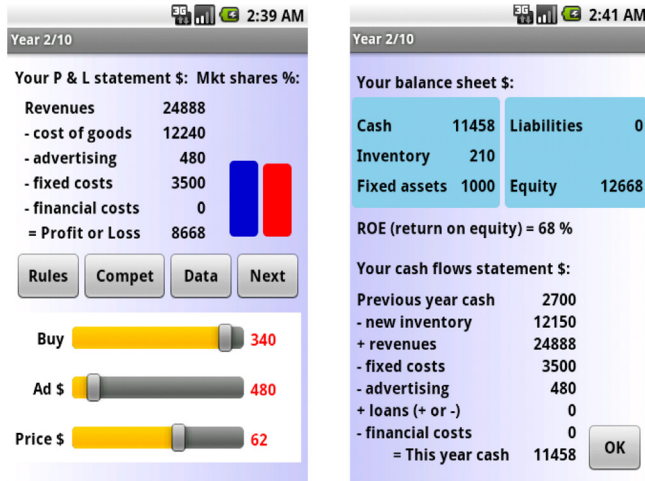 3G 2:39 AM
Year 2/10
Your P & L statement $: Mkt shares %:
Revenues 24888
- cost of goods 12240
- advertising 480
- fixed costs 3500
- financial costs 0
= Profit or Loss 8668
Rules Compet Data Next
Buy 340
Ad $ 480
Price $ 62
3G 2:41 AM
Year 2/10
Your balance sheet $:
Cash 11458 Liabilities 0
Inventory 210
Fixed assets 1000 Equity 12668
ROE (return on equity) = 68 %
Your cash flows statement $:
Previous year cash 2700
- new inventory 12150
+ revenues 24888
- fixed costs 3500
- advertising 480
+ loans (+ or -) 0
- financial costs 0
= This year cash 11458
OK